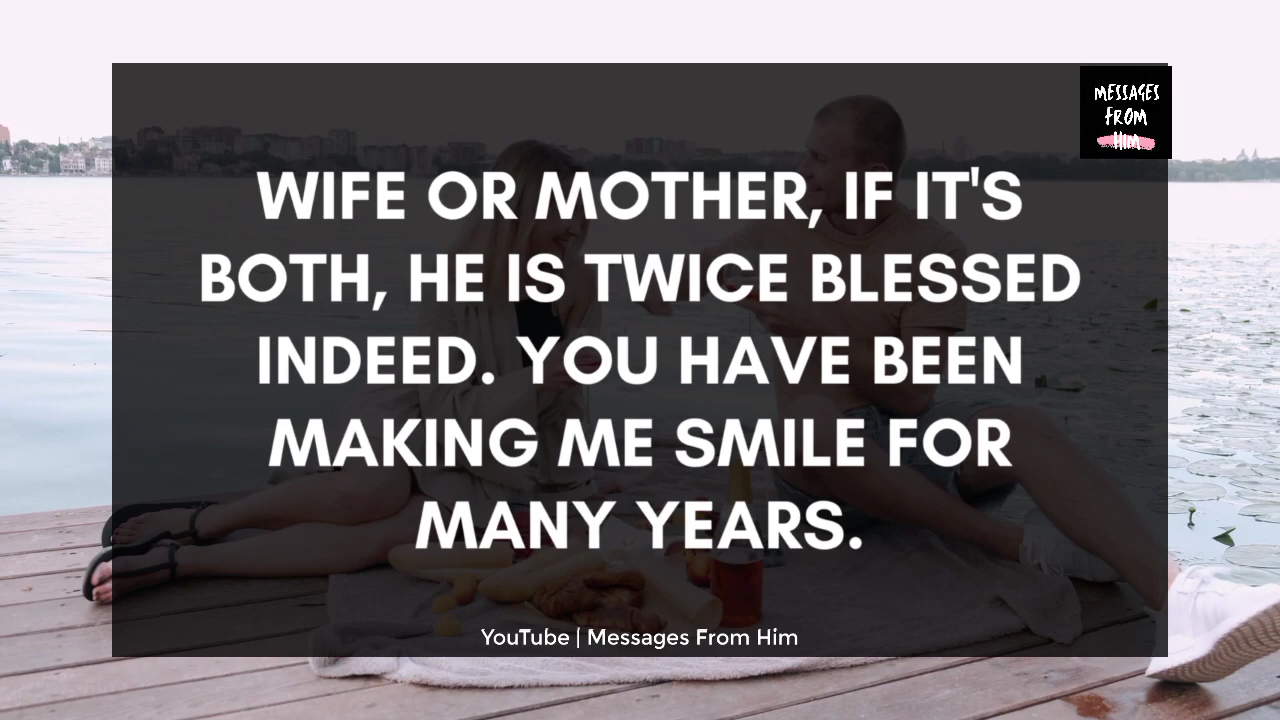 MESSAGES
FROM
HIM
WIFE OR MOTHER, IF IT'S
BOTH, HE IS TWICE BLESSED
INDEED. YOU HAVE BEEN
MAKING ME SMILE FOR
MANY YEARS.
YouTube | Messages From Him